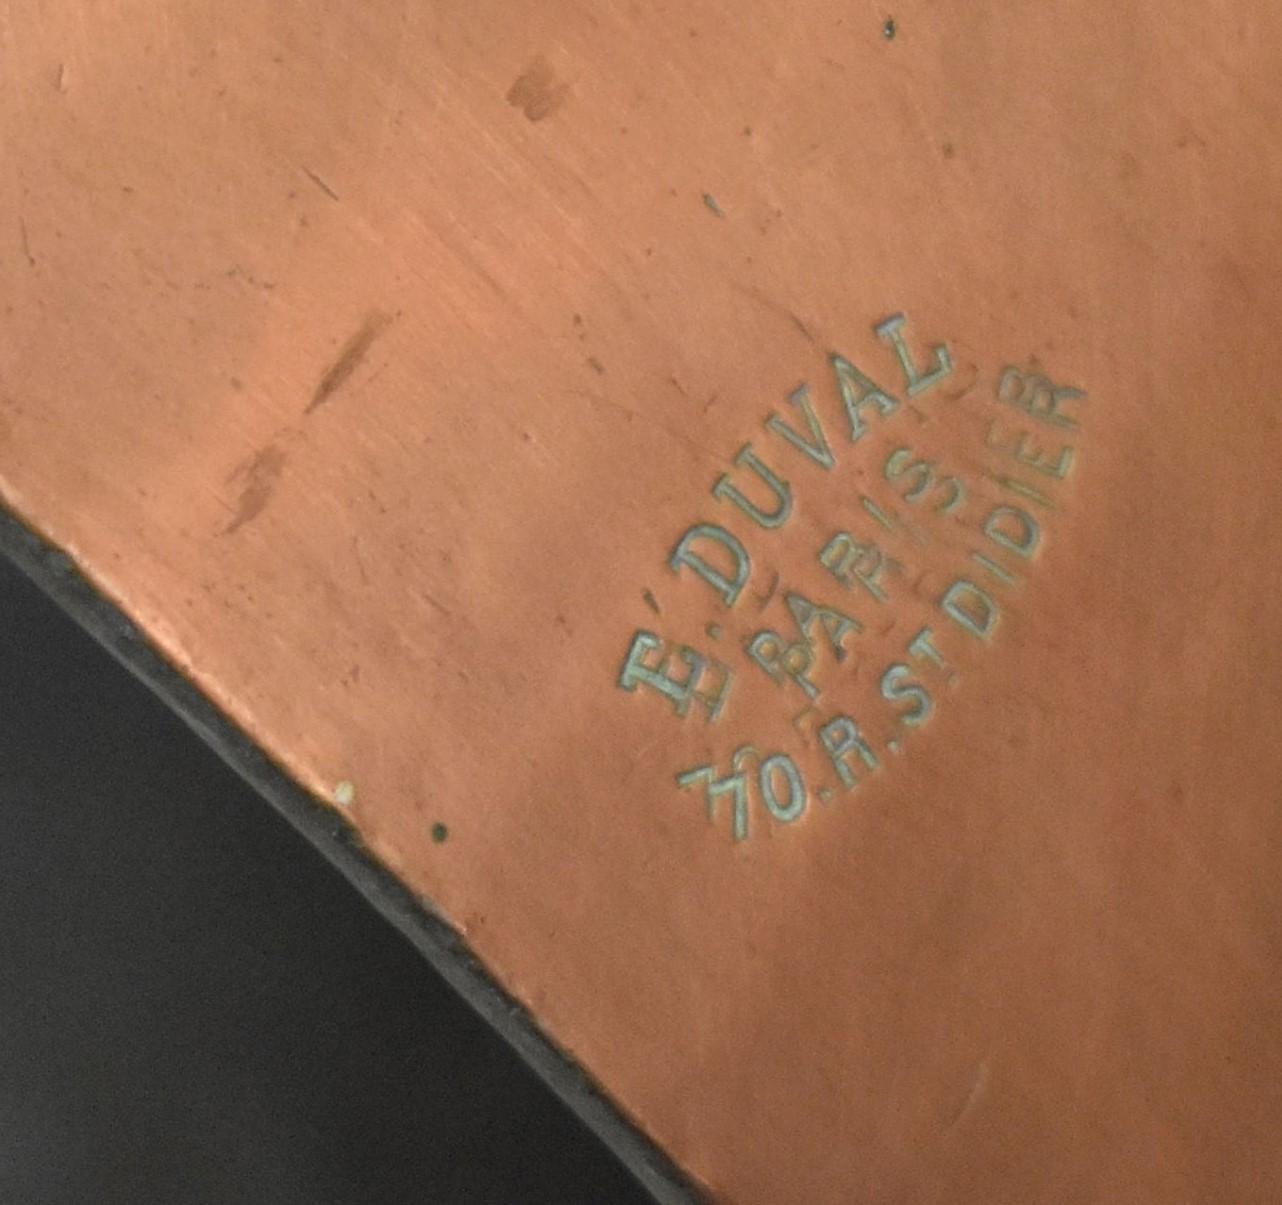 E. DUVAL
PARIS
70. R. ST DIDIER